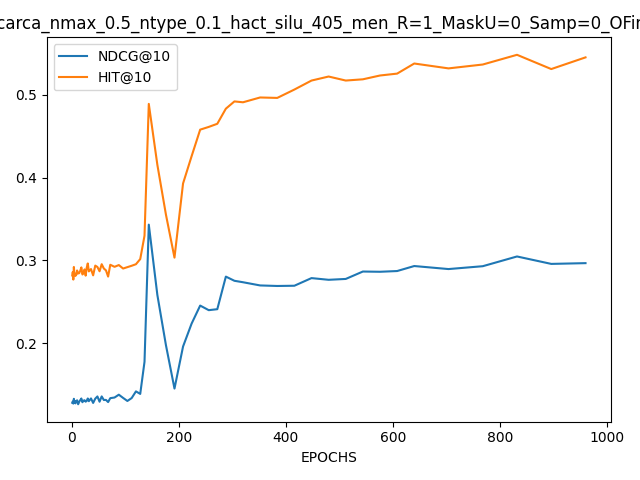 carca_nmax_0.5_ntype_0.1_hact_silu_405_men_R=1_MaskU=0_Samp=0_OFin
NDCG@10
HIT@10
0.5
0.4
0.3
0.2
0 200 400 600 800 1000
EPOCHS